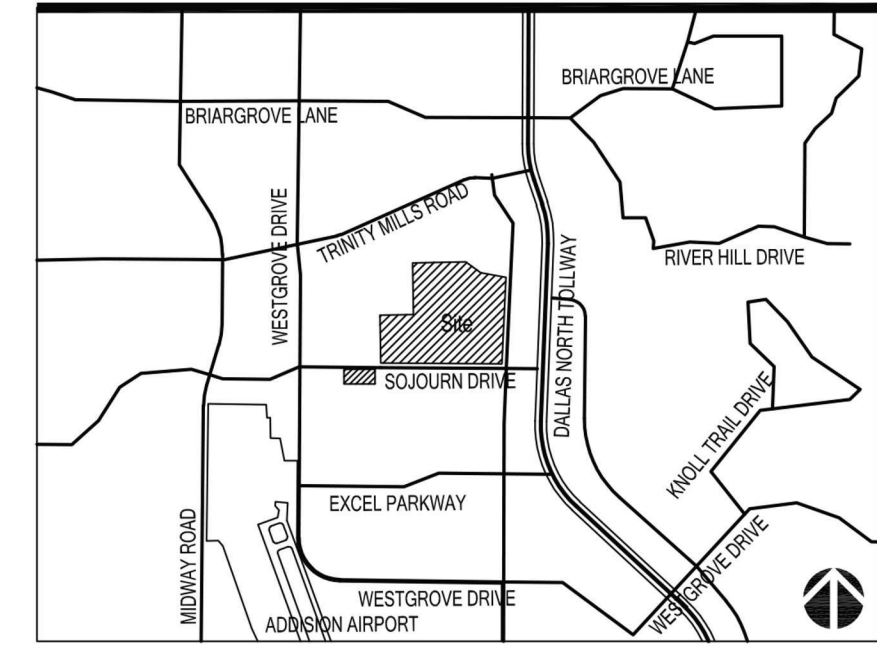 BRIARGROVE LANE
BRIARGROVE LANE
WESTGROVE DRIVE
TRINITY MILLS ROAD
RIVER HILL DRIVE
DALLAS NORTH TOLLWAY
Site
SOJOURN DRIVE
KNOLL TRAIL DRIVE
EXCEL PARKWAY
MIDWAY ROAD
WESTGROVE DRIVE
WESTGROVE DRIVE
ADDISION AIRPORT